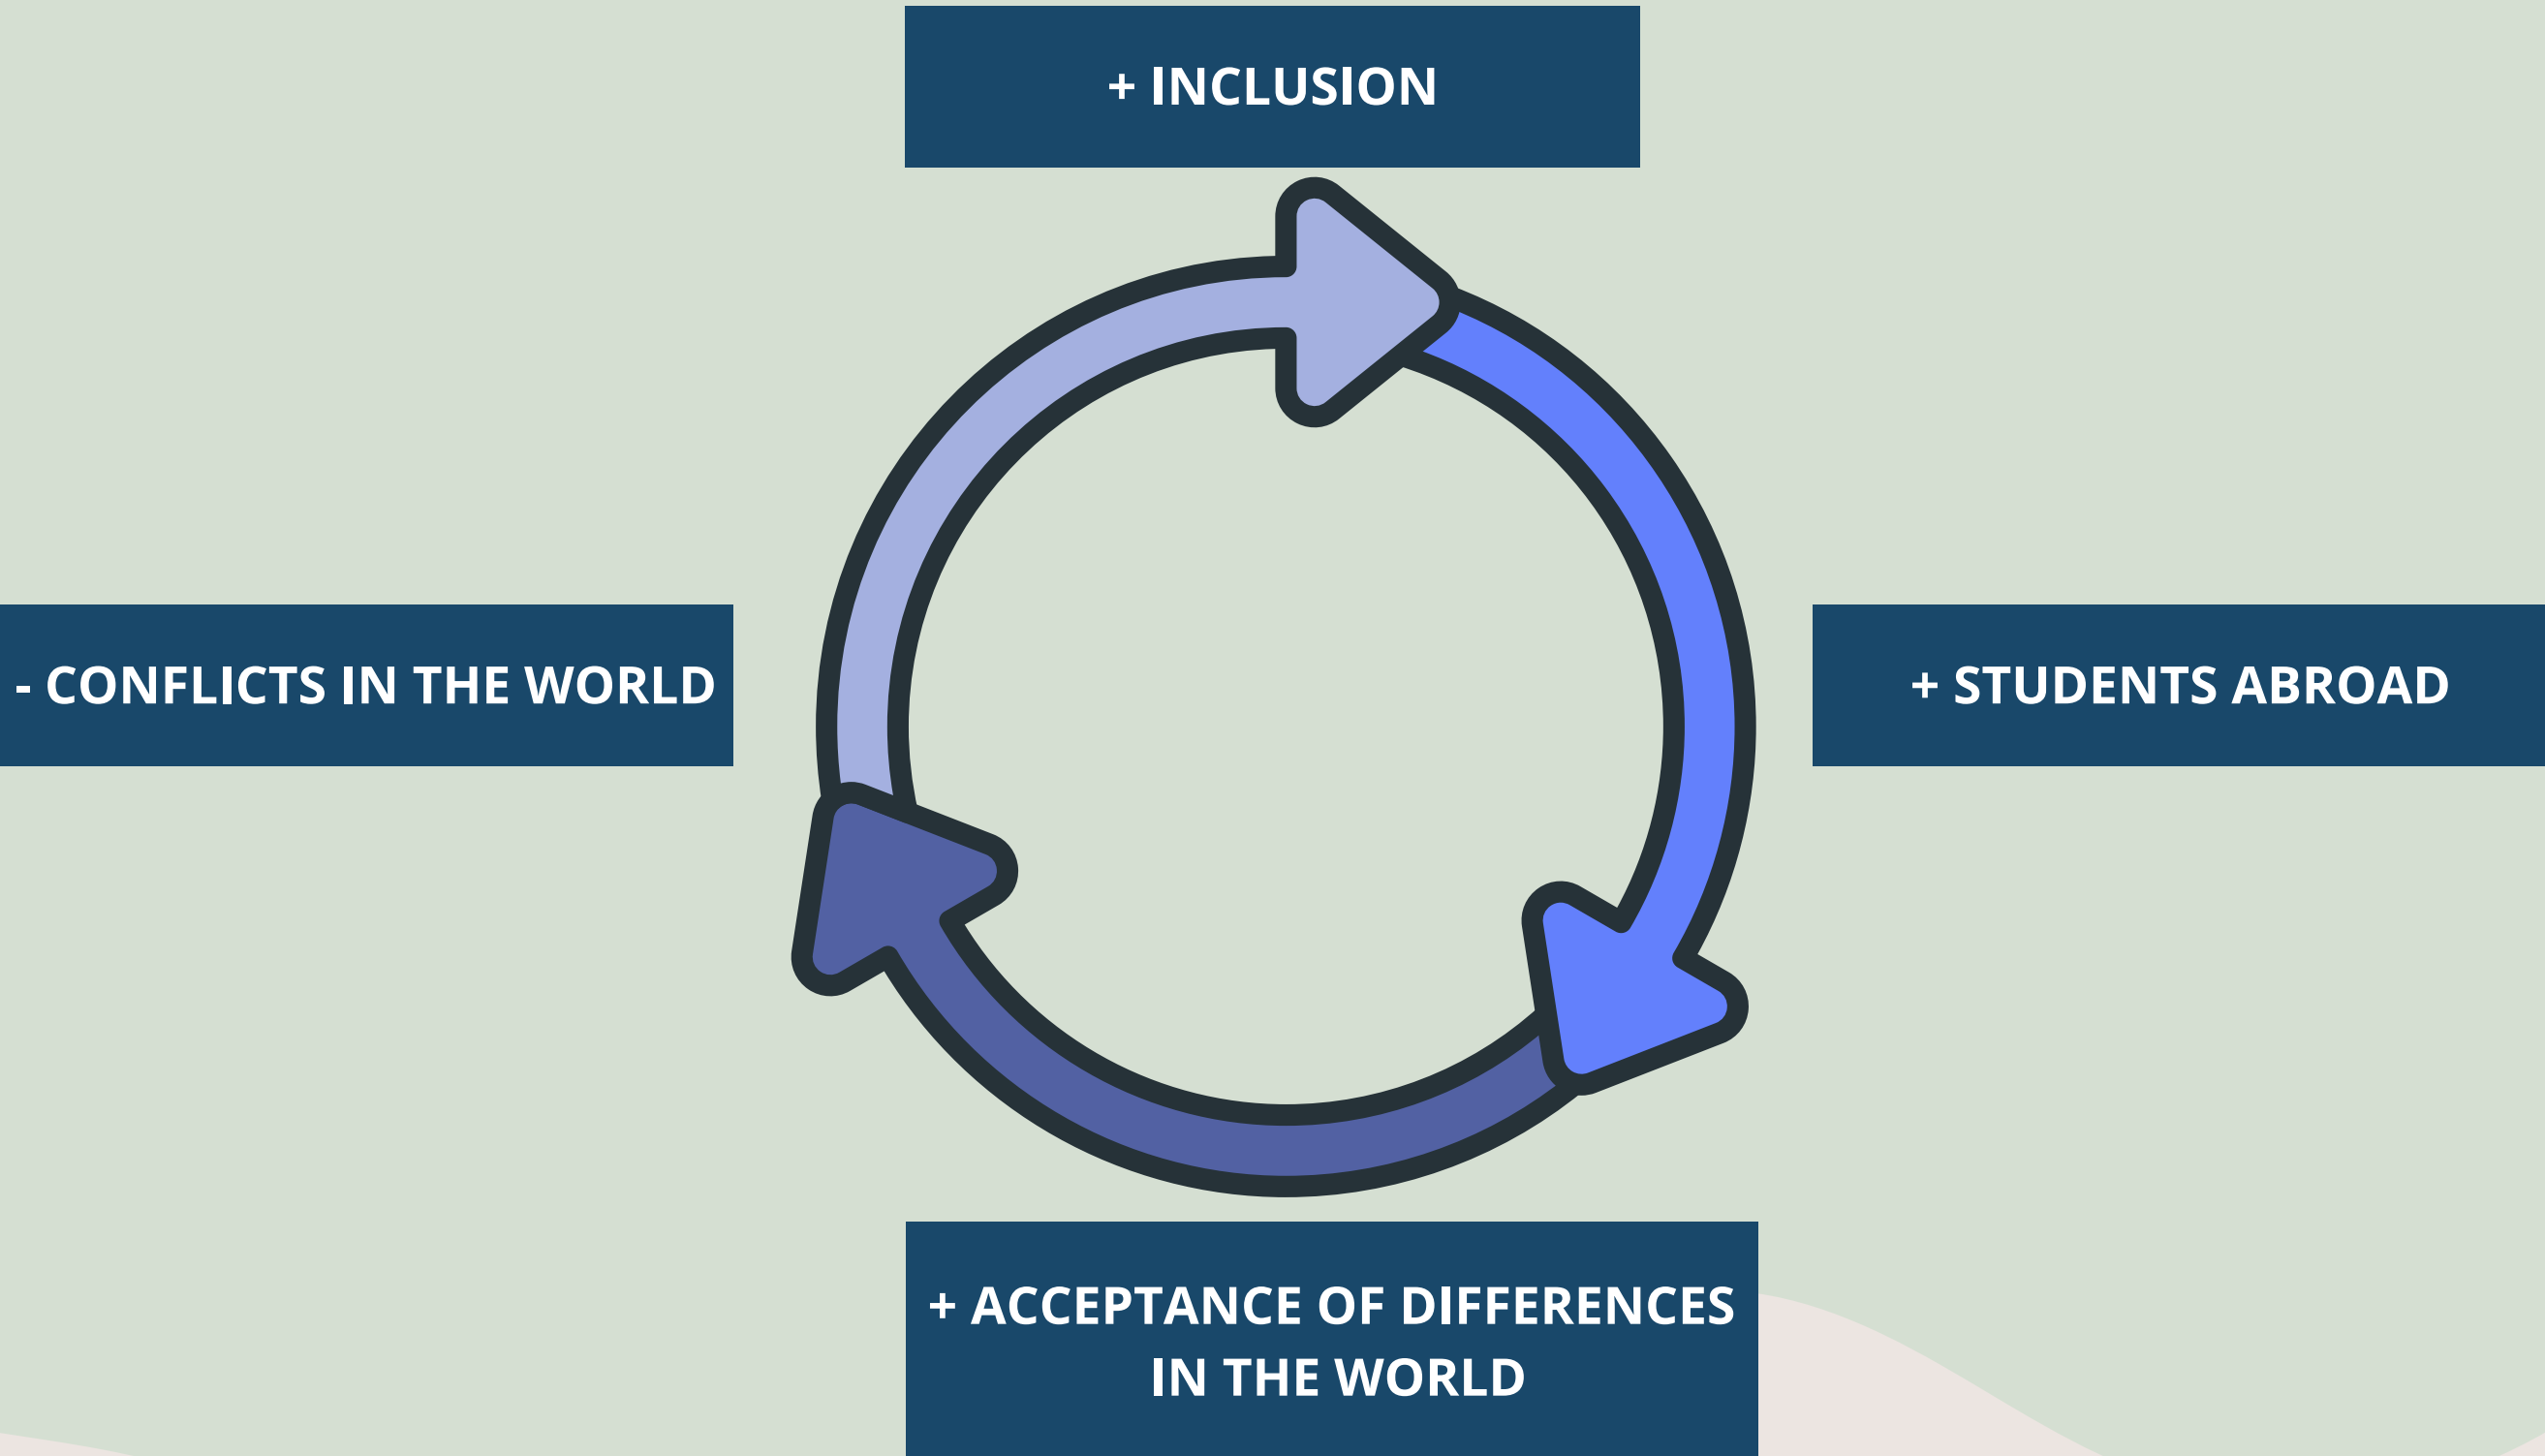 + INCLUSION
- CONFLICTS IN THE WORLD
+ STUDENTS ABROAD
+ ACCEPTANCE OF DIFFERENCES
IN THE WORLD